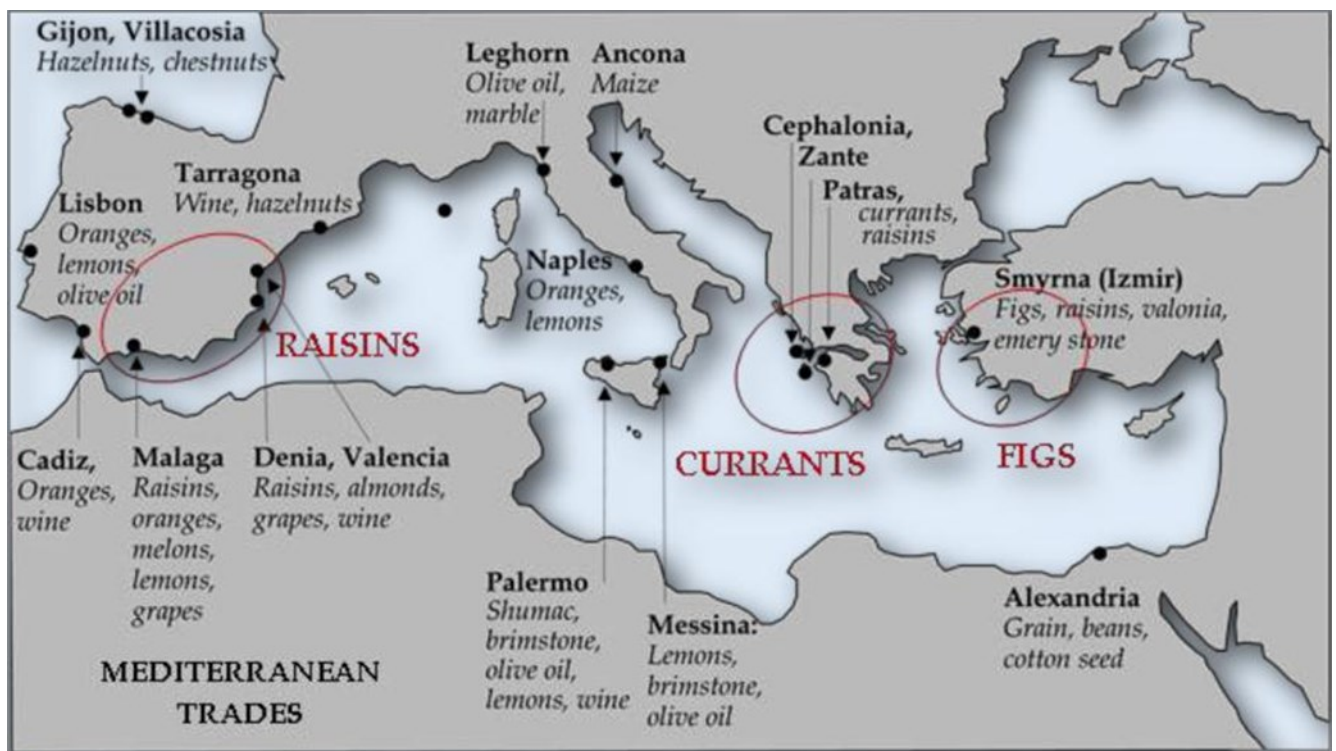 Gijon, Villacosia
Hazelnuts, chestnuts
Leghorn
Olive oil,
marble
Ancona
Maize
Cephalonia,
Zante
Patras,
currants,
raisins
Tarragona
Wine, hazelnuts
Lisbon
Oranges,
lemons,
olive oil
Naples
Oranges,
lemons
Smyrna (Izmir)
Figs, raisins, valonia,
emery stone
RAISINS
CURRANTS
FIGS
Cadiz,
Oranges,
wine
Malaga
Raisins,
oranges,
melons,
lemons,
grapes
Denia, Valencia
Raisins, almonds,
grapes, wine
Palermo
Shumac,
brimstone,
olive oil,
lemons, wine
Messina:
Lemons,
brimstone,
olive oil
Alexandria
Grain, beans,
cotton seed
MEDITERRANEAN
TRADES